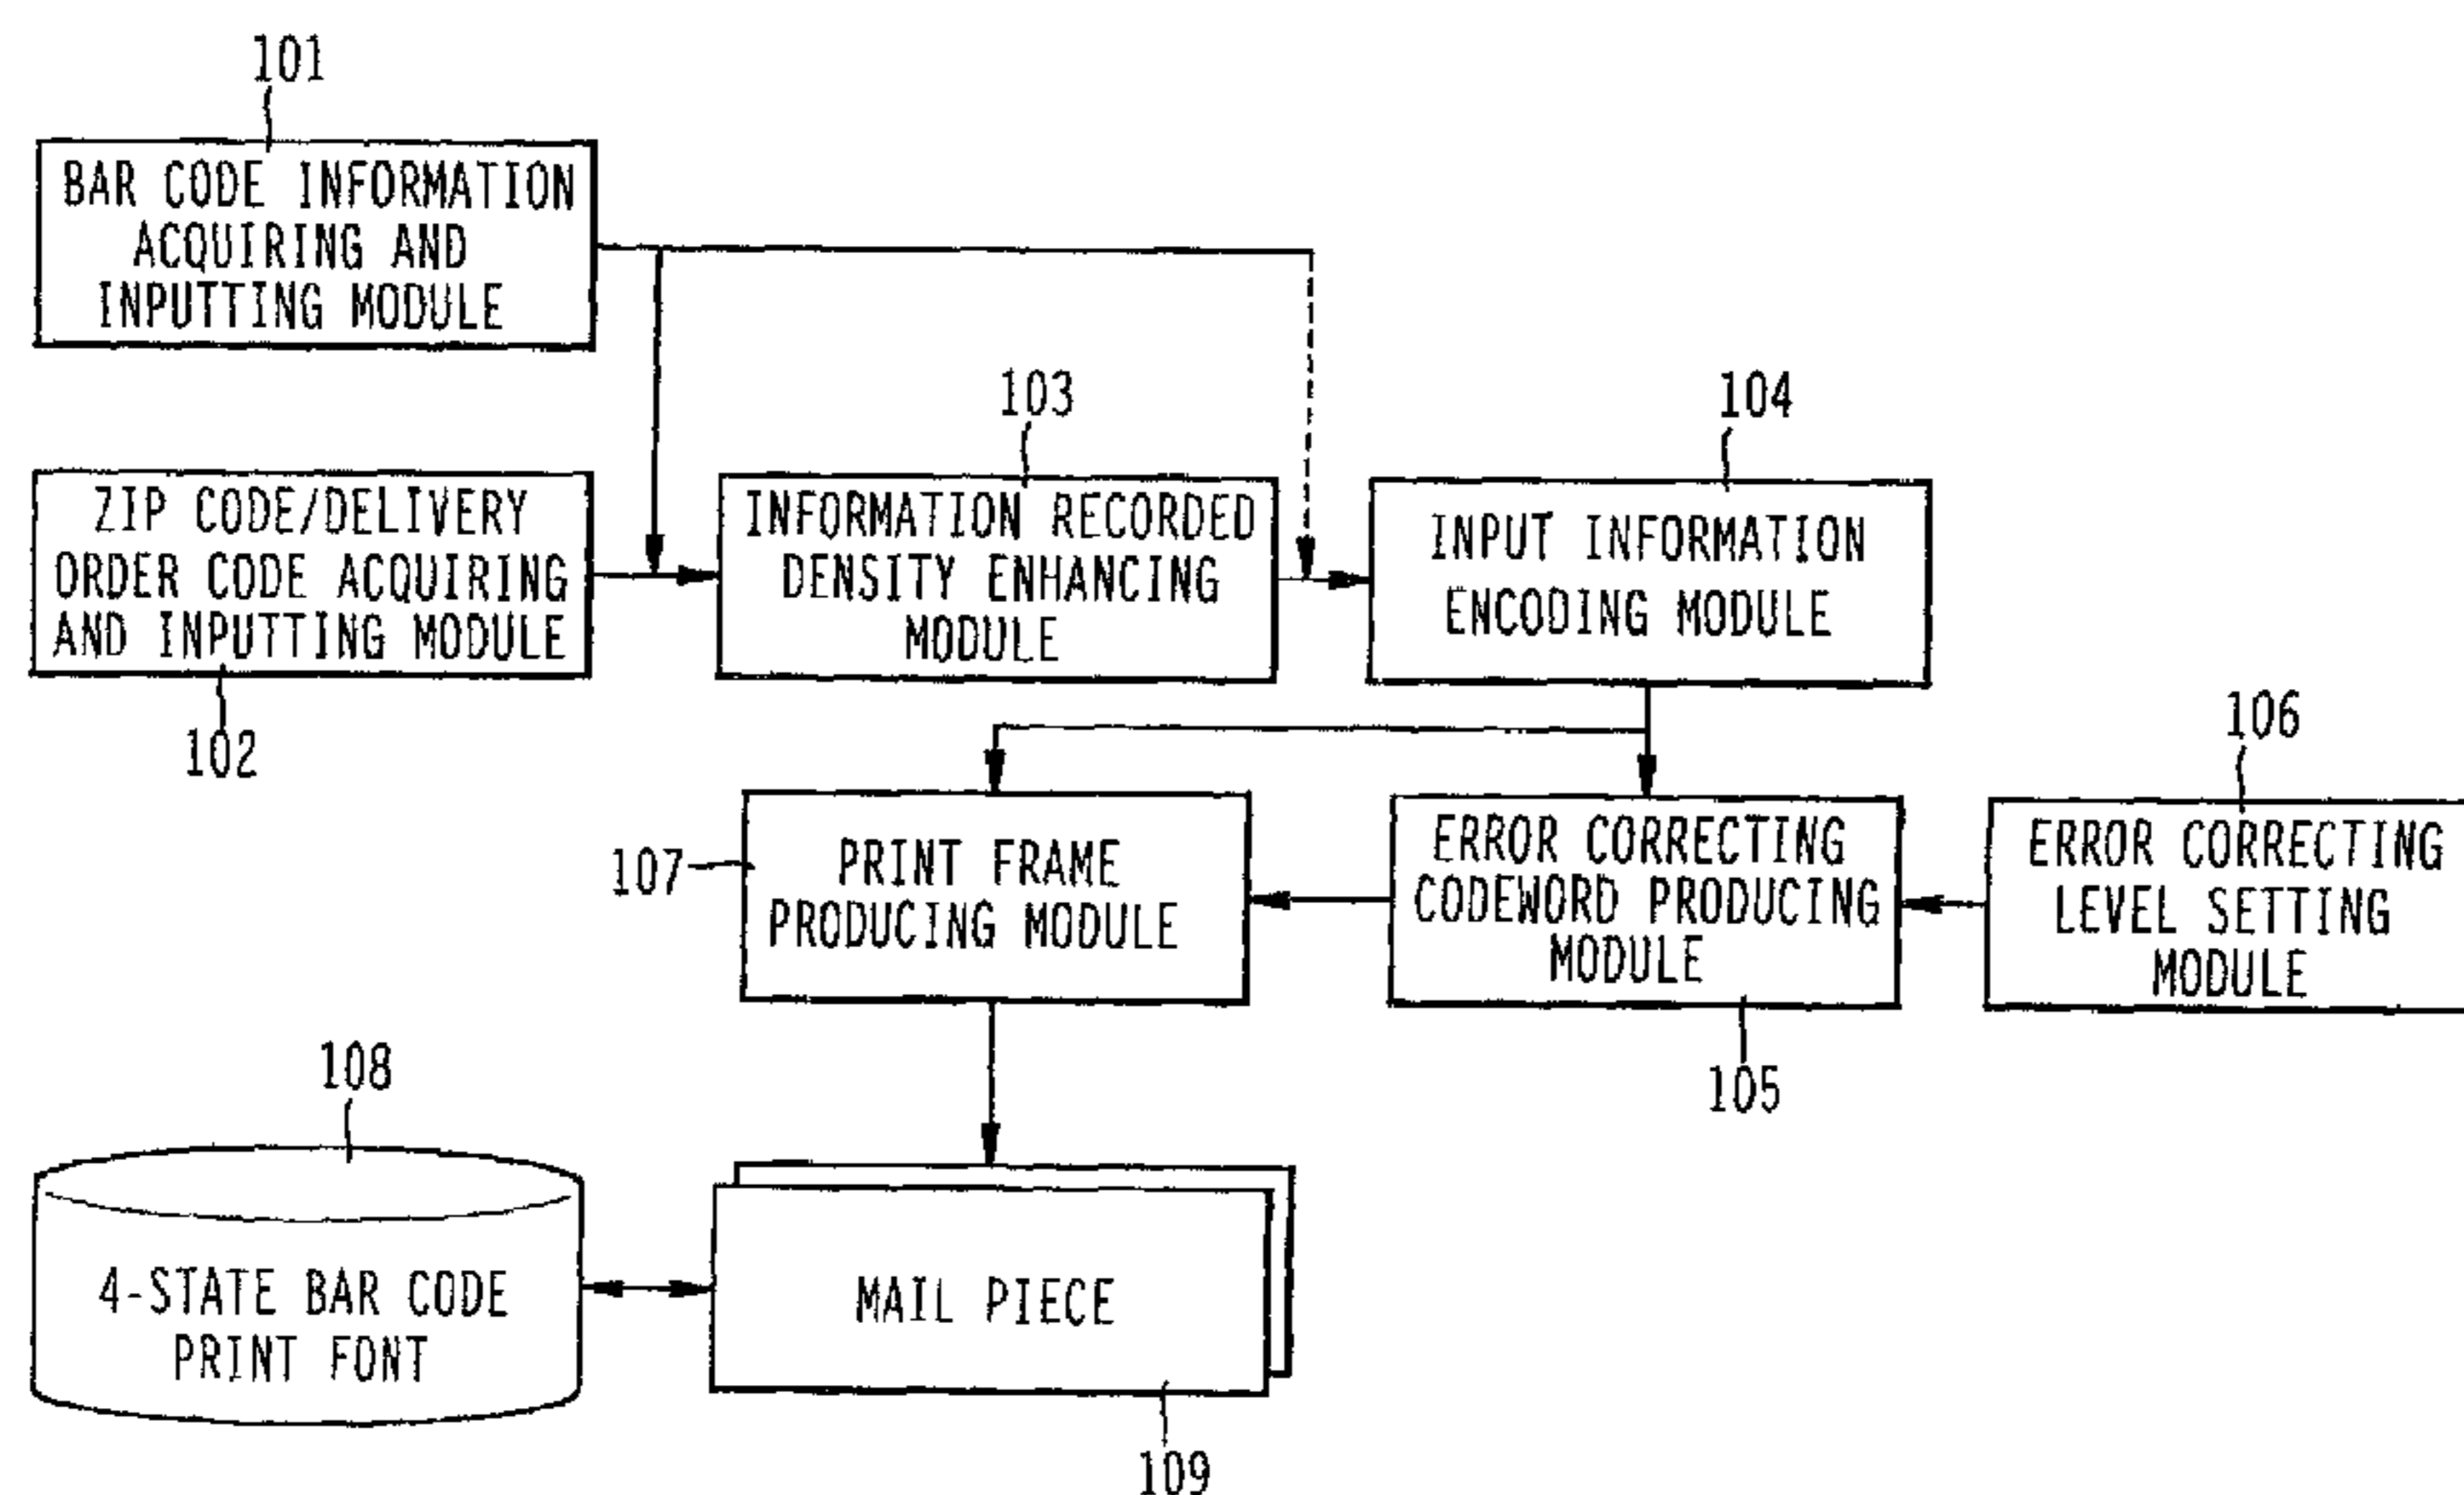 101
BAR CODE INFORMATION
ACQUIRING AND
INPUTTING MODULE
ZIP CODE/DELIVERY
ORDER CODE ACQUIRING
AND INPUTTING MODULE
102
103
INFORMATION RECORDED
DENSITY ENHANCING
MODULE
104
INPUT INFORMATION
ENCODING MODULE
107
PRINT FRAME
PRODUCING MODULE
ERROR CORRECTING
CODEWORD PRODUCING
MODULE
105
106
ERROR CORRECTING
LEVEL SETTING
MODULE
108
4-STATE BAR CODE
PRINT FONT
MAIL PIECE
109